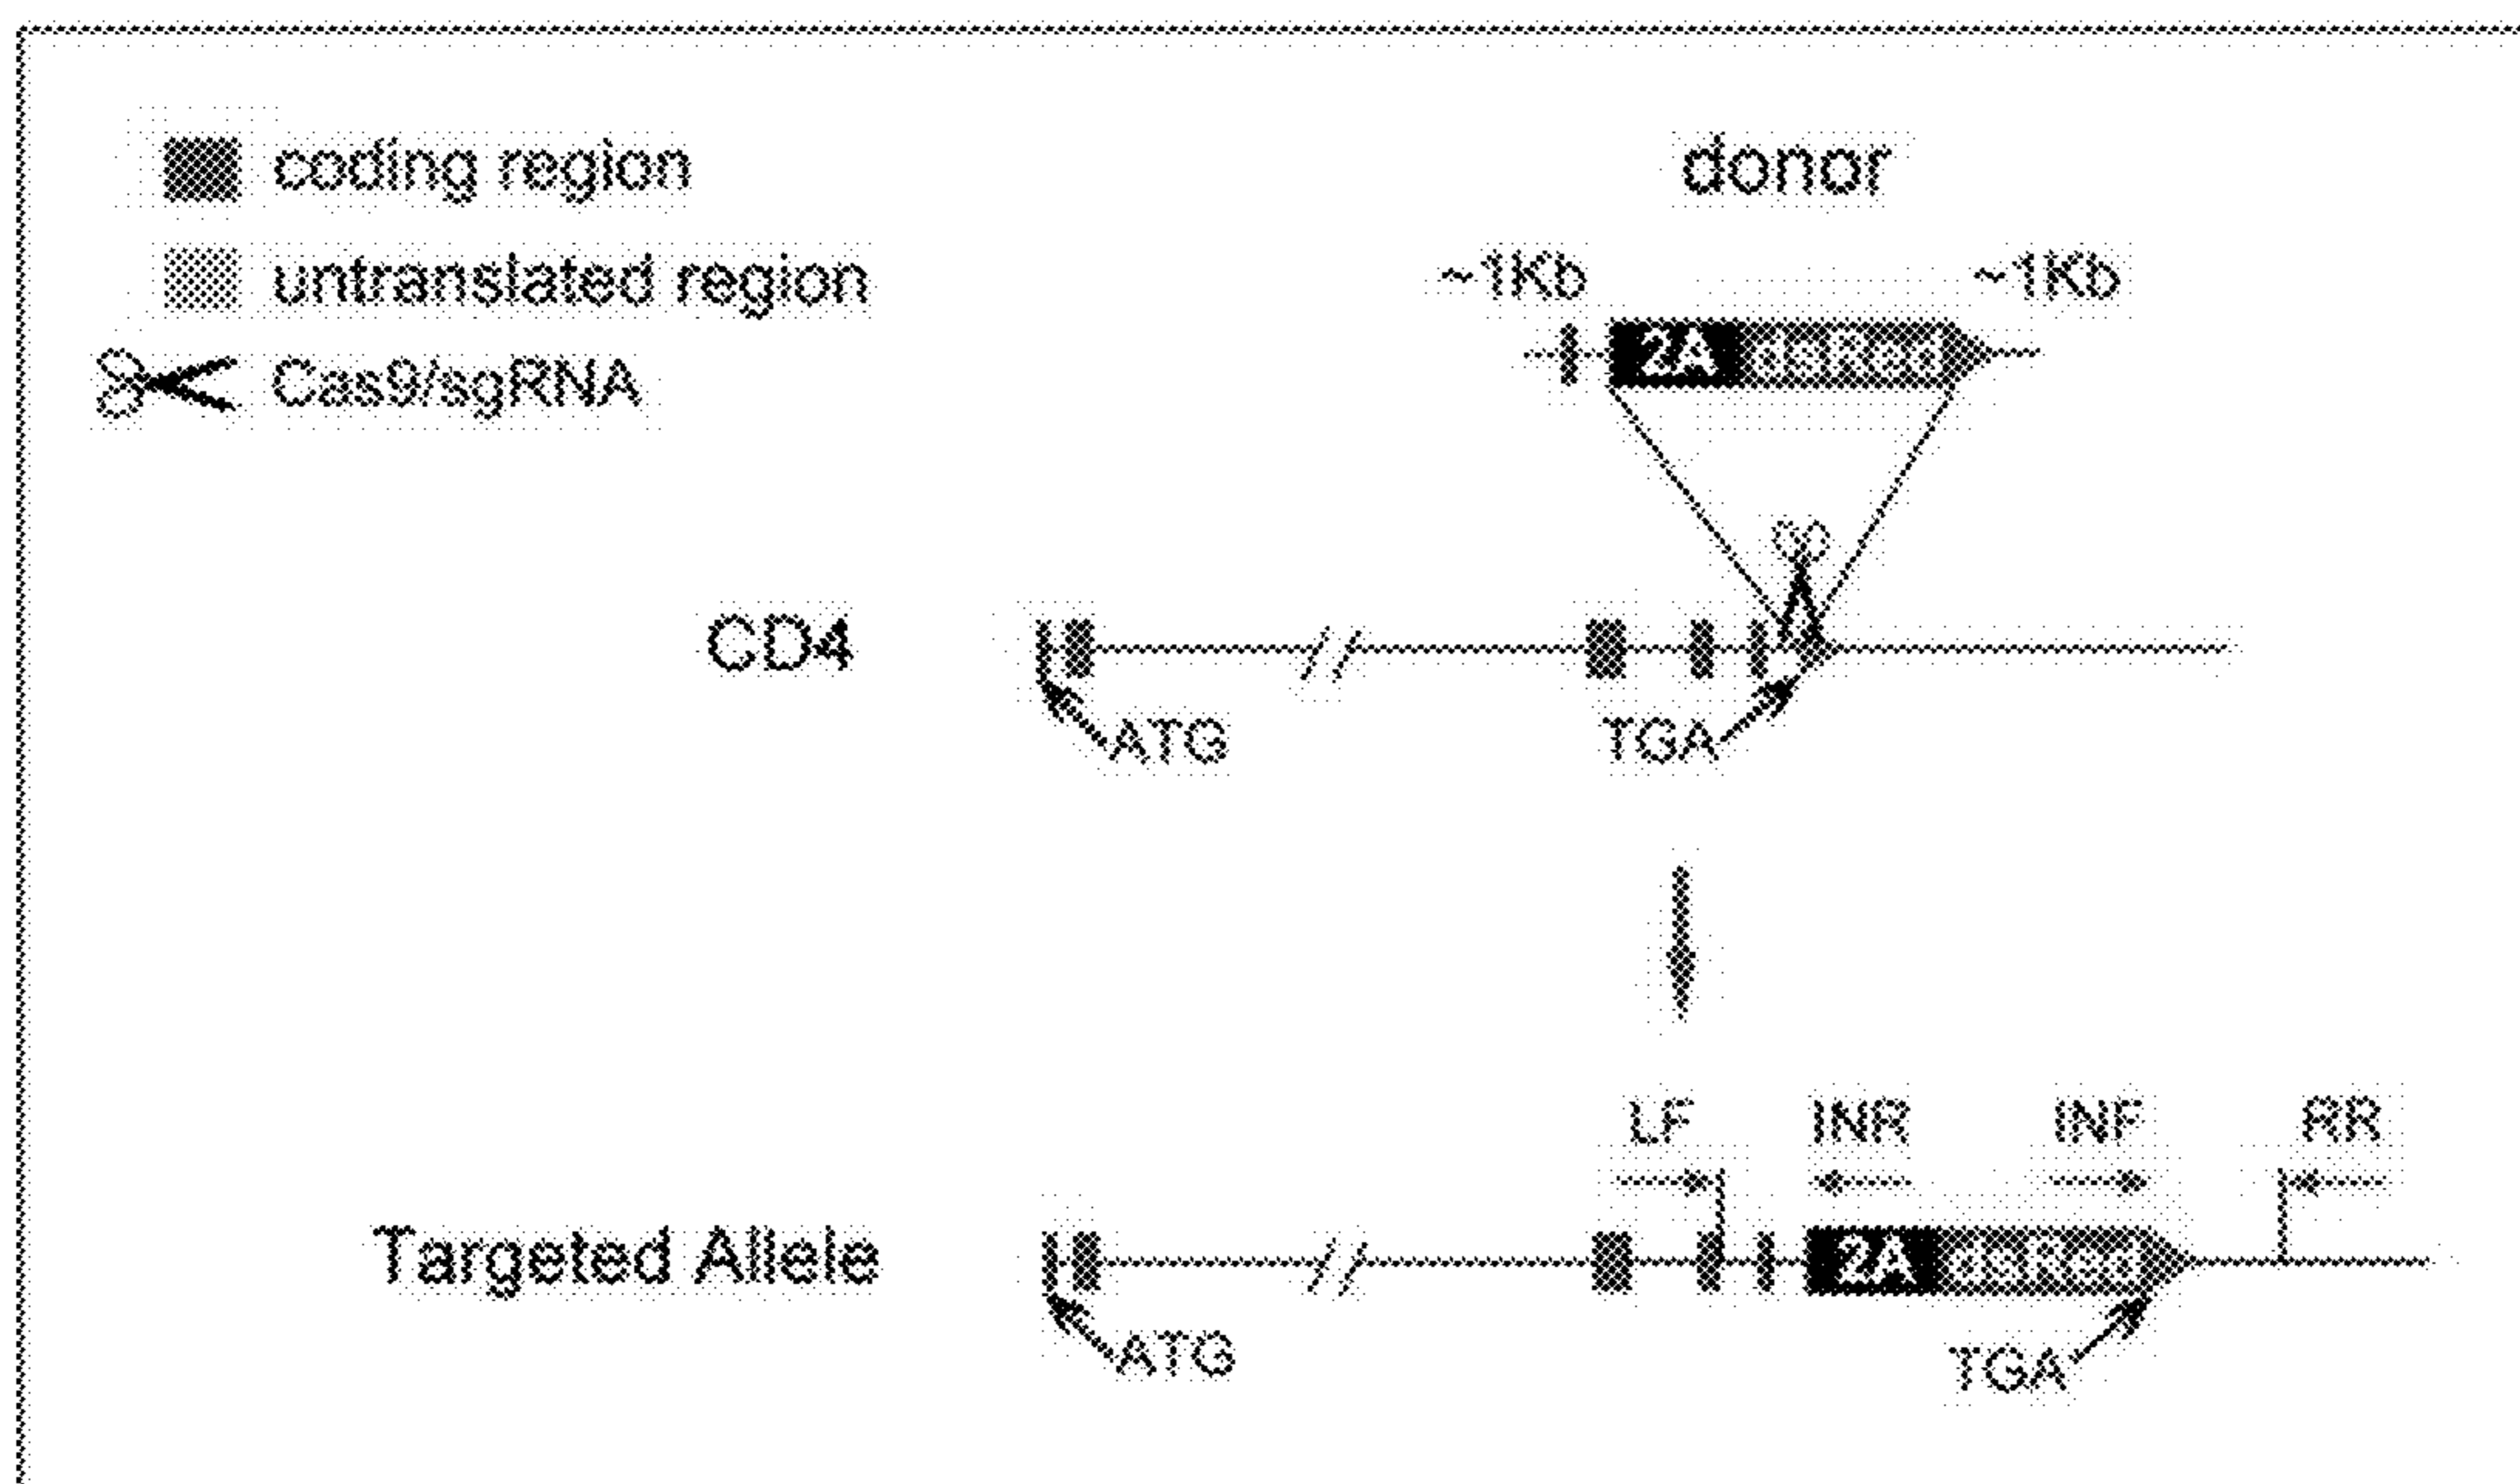 coding region
donor
untranslated region
~1Kb
~1Kb
2A
Cas9/sgRNA
CD4
ATG
TGA
LF
INR
INF
RR
Targeted Allele
2A
ATG
TGA